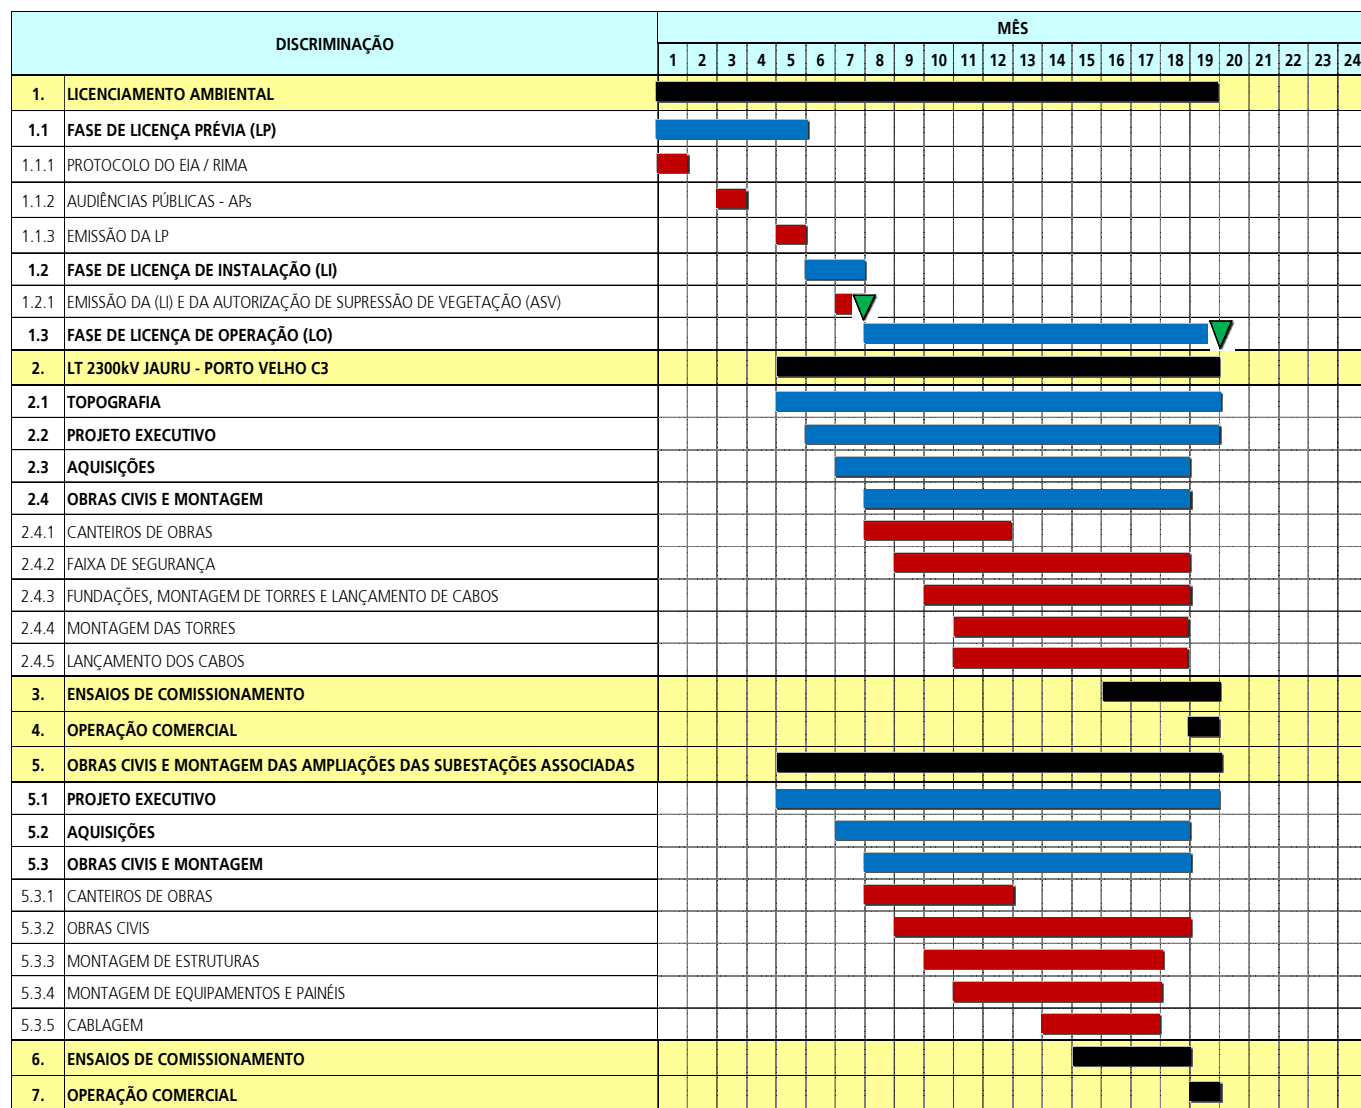 DISCRIMINAÇÃO
MÊS
1 2 3 4 5 6 7 8 9 10 11 12 13 14 15 16 17 18 19 20 21 22 23 24
1. LICENCIAMENTO AMBIENTAL
1.1 FASE DE LICENÇA PRÉVIA (LP)
1.1.1 PROTOCOLO DO EIA / RIMA
1.1.2 AUDIÊNCIAS PÚBLICAS - APs
1.1.3 EMISSÃO DA LP
1.2 FASE DE LICENÇA DE INSTALAÇÃO (LI)
1.2.1 EMISSÃO DA (LI) E DA AUTORIZAÇÃO DE SUPRESSÃO DE VEGETAÇÃO (ASV)
1.3 FASE DE LICENÇA DE OPERAÇÃO (LO)
2. LT 2300kV JAURU - PORTO VELHO C3
2.1 TOPOGRAFIA
2.2 PROJETO EXECUTIVO
2.3 AQUISIÇÕES
2.4 OBRAS CIVIS E MONTAGEM
2.4.1 CANTEIROS DE OBRAS
2.4.2 FAIXA DE SEGURANÇA
2.4.3 FUNDAÇÕES, MONTAGEM DE TORRES E LANÇAMENTO DE CABOS
2.4.4 MONTAGEM DAS TORRES
2.4.5 LANÇAMENTO DOS CABOS
3. ENSAIOS DE COMISSIONAMENTO
4. OPERAÇÃO COMERCIAL
5. OBRAS CIVIS E MONTAGEM DAS AMPLIAÇÕES DAS SUBESTAÇÕES ASSOCIADAS
5.1 PROJETO EXECUTIVO
5.2 AQUISIÇÕES
5.3 OBRAS CIVIS E MONTAGEM
5.3.1 CANTEIROS DE OBRAS
5.3.2 OBRAS CIVIS
5.3.3 MONTAGEM DE ESTRUTURAS
5.3.4 MONTAGEM DE EQUIPAMENTOS E PAINÉIS
5.3.5 CABLAGEM
6. ENSAIOS DE COMISSIONAMENTO
7. OPERAÇÃO COMERCIAL